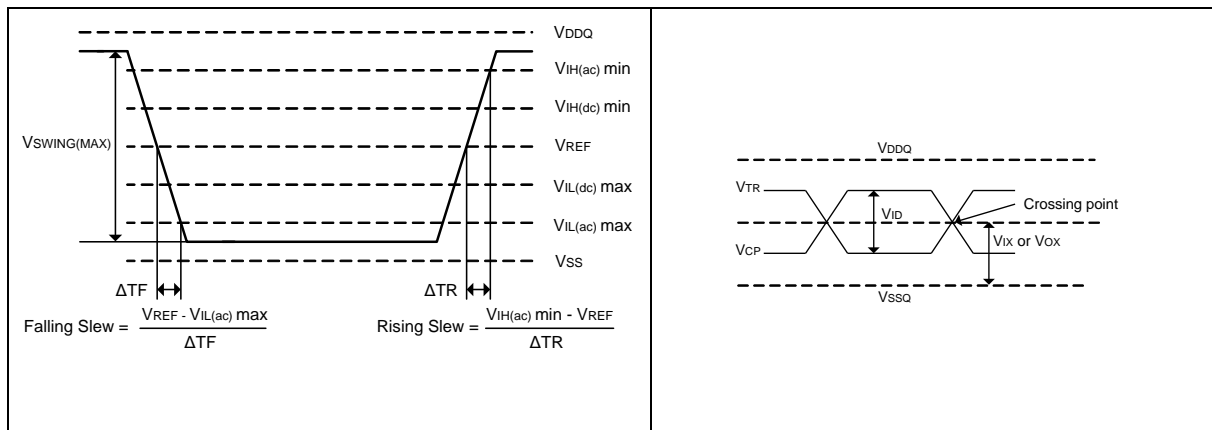 VDDQ
VIH(ac) min
VIH(dc) min
VSWING(MAX)
VREF
VIL(dc) max
VIL(ac) max
VSS
ΔTF
ΔTR
Falling Slew = VREF - VIL(ac) max
ΔTF
Rising Slew = VIH(ac) min - VREF
ΔTR
VDDQ
VTR
VID
Crossing point
VCP
VIX or VOX
VSSQ